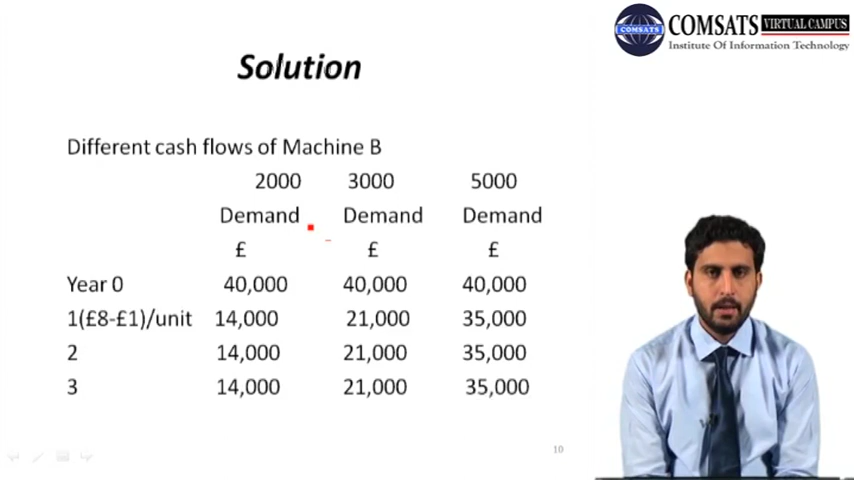 COMSATS VIRTUAL CAMPUS
Institute Of Information Technology
COMSATS
Solution
Different cash flows of Machine B
2000 3000 5000
Demand Demand Demand
£ £ £
Year 0 40,000 40,000 40,000
1(£8-£1)/unit 14,000 21,000 35,000
2 14,000 21,000 35,000
3 14,000 21,000 35,000
10